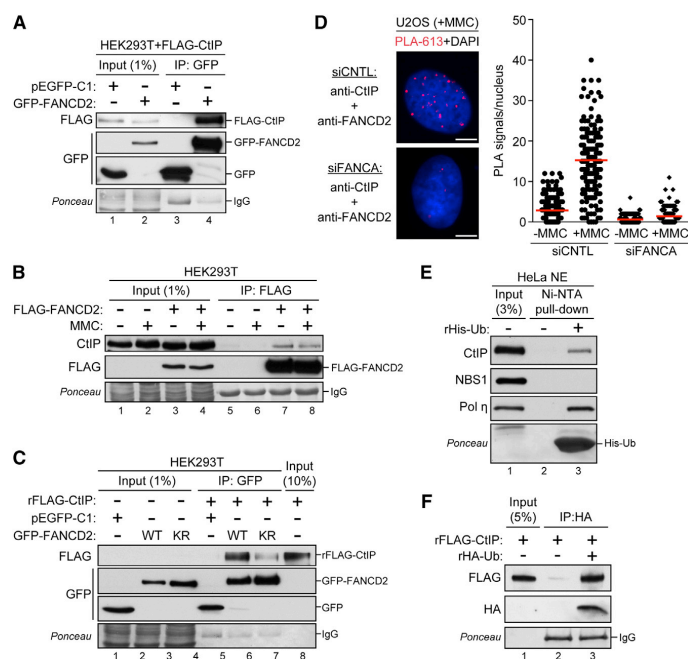 A
HEK293T+FLAG-CtIP
Input (1%) IP: GFP
pEGFP-C1: + – + –
GFP-FANCD2: – + – +
FLAG FLAG-CtIP
GFP GFP-FANCD2
GFP
Ponceau IgG
1 2 3 4
B
HEK293T
Input (1%) IP: FLAG
FLAG-FANCD2: – – + + – – + +
MMC: – + – + – + – +
CtIP
FLAG FLAG-FANCD2
Ponceau IgG
1 2 3 4 5 6 7 8
C
HEK293T
Input (1%) IP: GFP Input (10%)
rFLAG-CtIP: + + + +
pEGFP-C1: + +
GFP-FANCD2: WT KR WT KR
FLAG rFLAG-CtIP
GFP GFP-FANCD2
GFP
Ponceau IgG
1 2 3 4 5 6 7 8
D
U2OS (+MMC)
PLA-613+DAPI
siCNTL:
anti-CtIP
+
anti-FANCD2
siFANCA:
anti-CtIP
+
anti-FANCD2
PLA signals/nucleus
50
40
30
20
10
0
-MMC +MMC -MMC +MMC
siCNTL siFANCA
E
HeLa NE
Input (3%) Ni-NTA pull-down
rHis-Ub: – – +
CtIP
NBS1
Pol η
Ponceau His-Ub
1 2 3
F
Input (5%) IP:HA
rFLAG-CtIP: + + +
rHA-Ub: +
FLAG
HA
Ponceau IgG
1 2 3